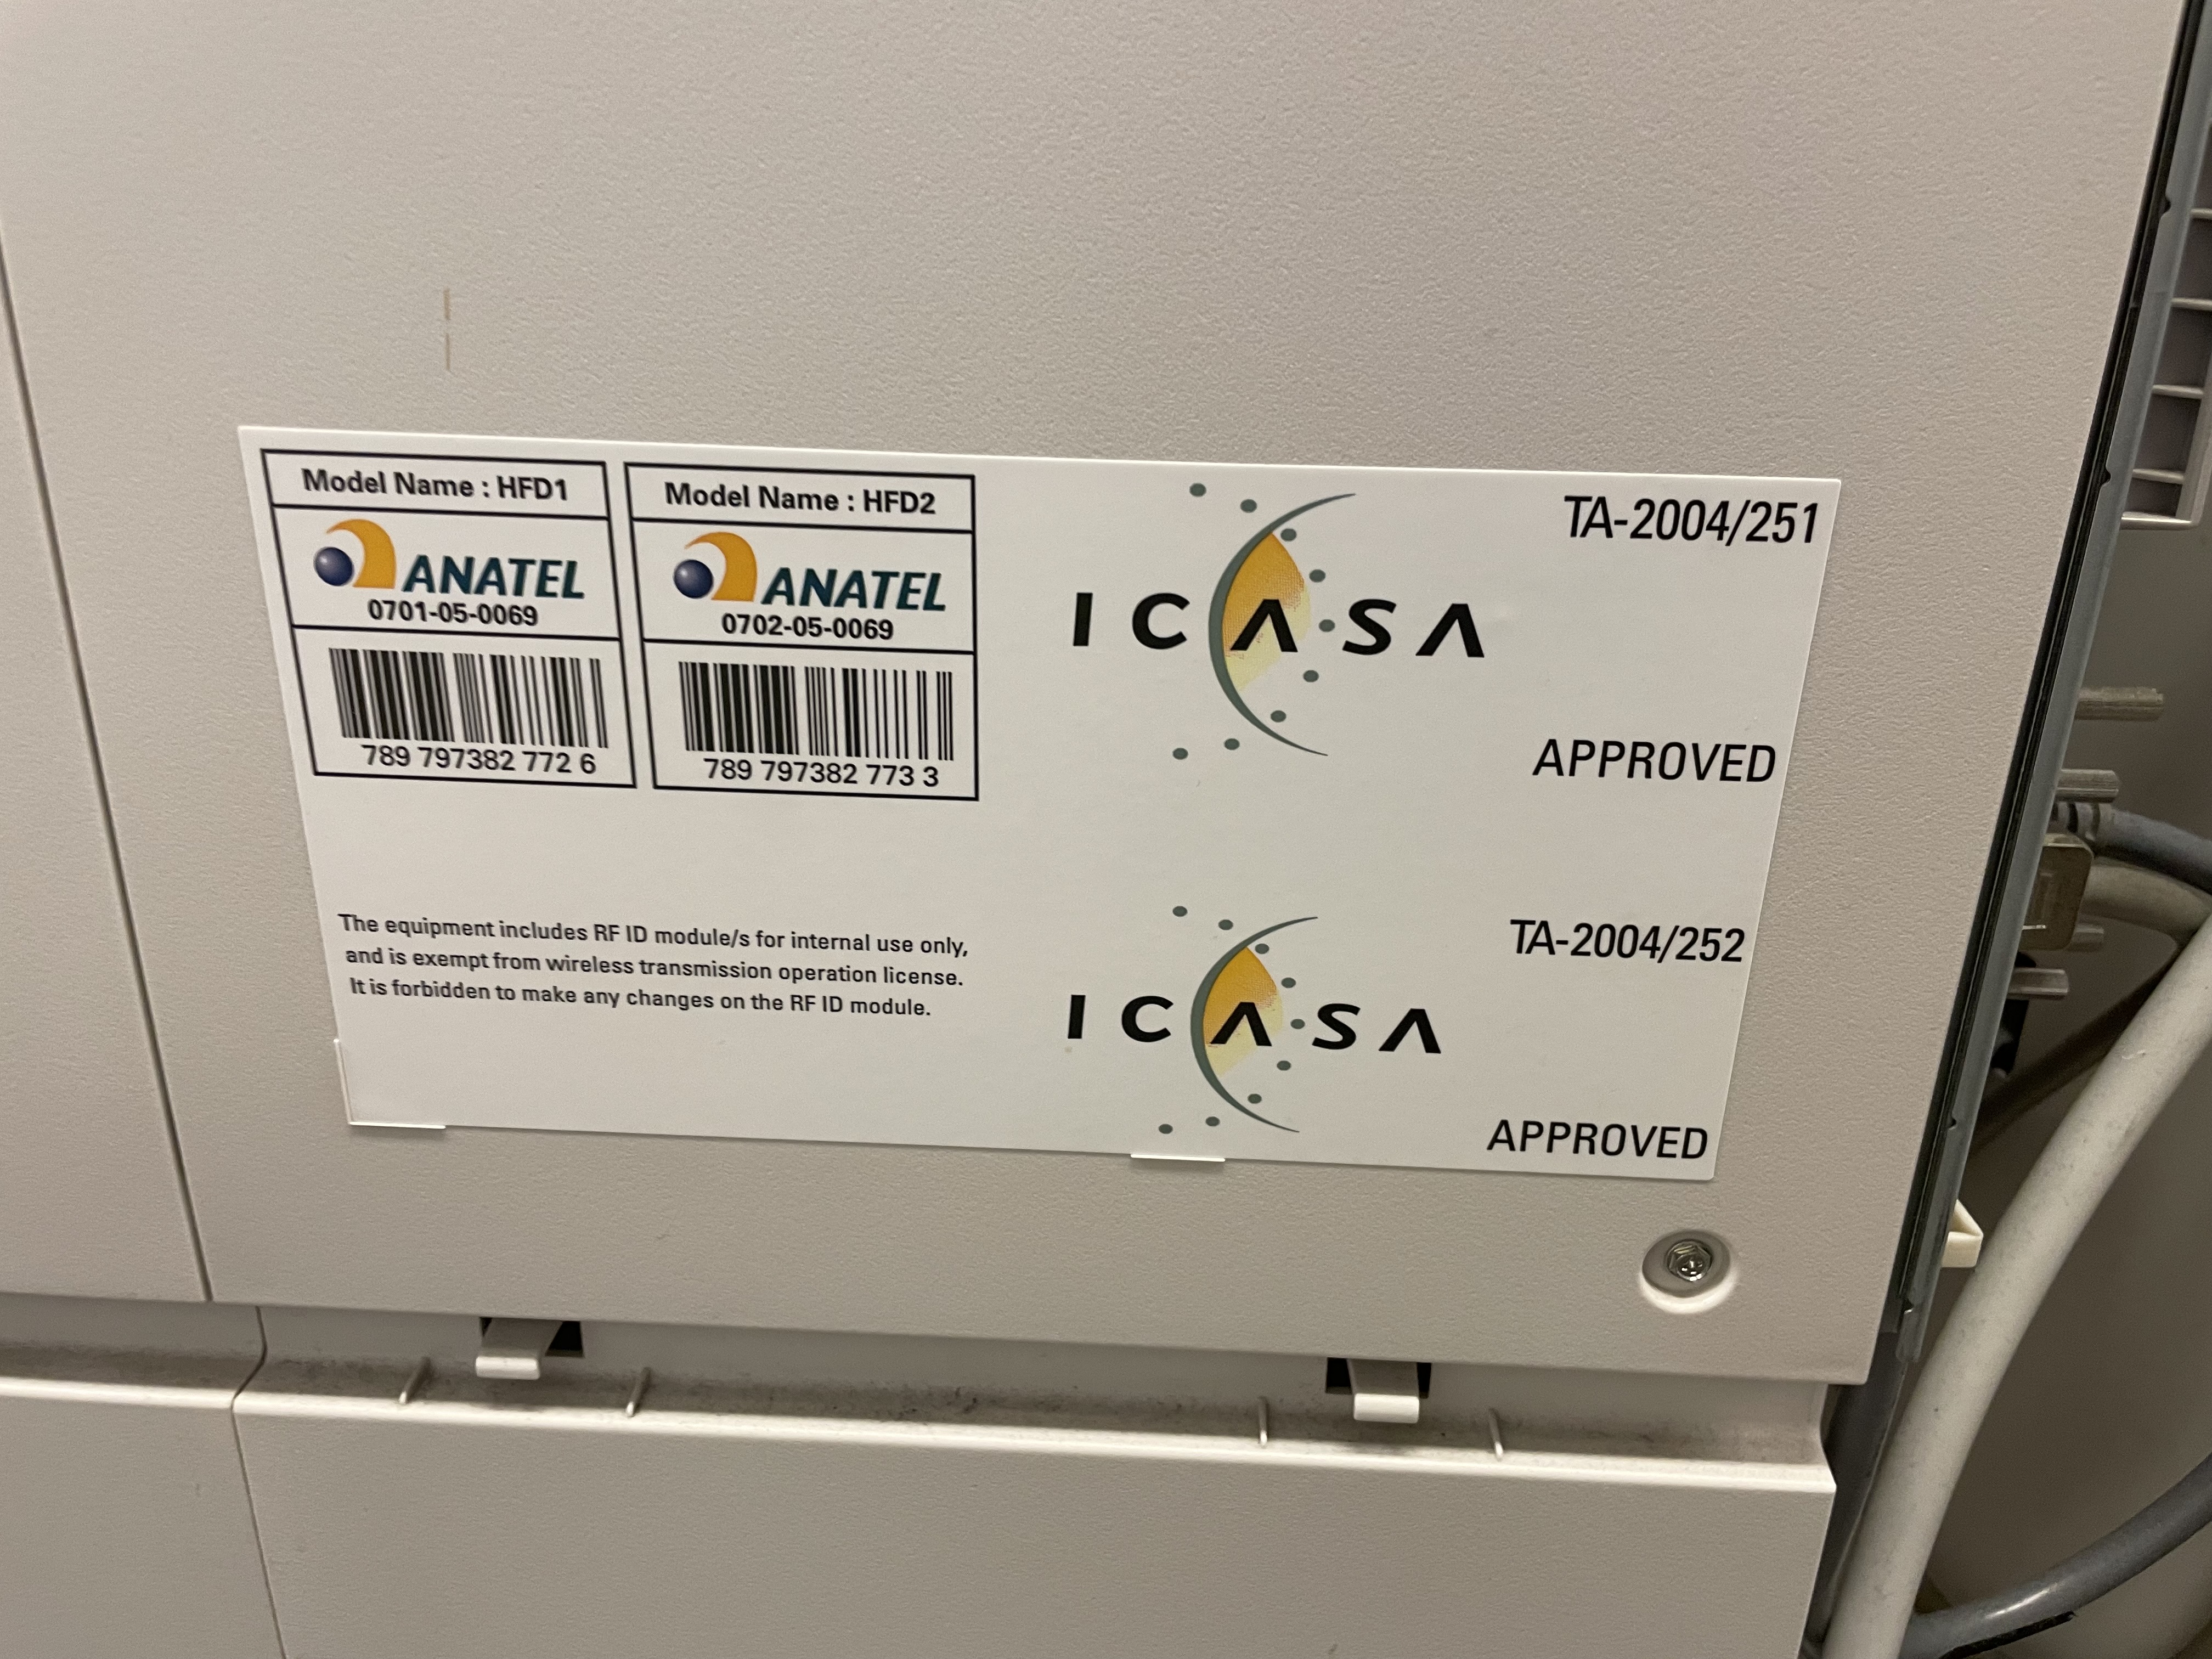 Model Name : HFD1
ANATEL
0701-05-0069
789 797382 772 6
Model Name : HFD2
ANATEL
0702-05-0069
789 797382 773 3
The equipment includes RF ID module/s for internal use only,
and is exempt from wireless transmission operation license.
It is forbidden to make any changes on the RF ID module.
TA-2004/251
ICASA
APPROVED
TA-2004/252
ICASA
APPROVED